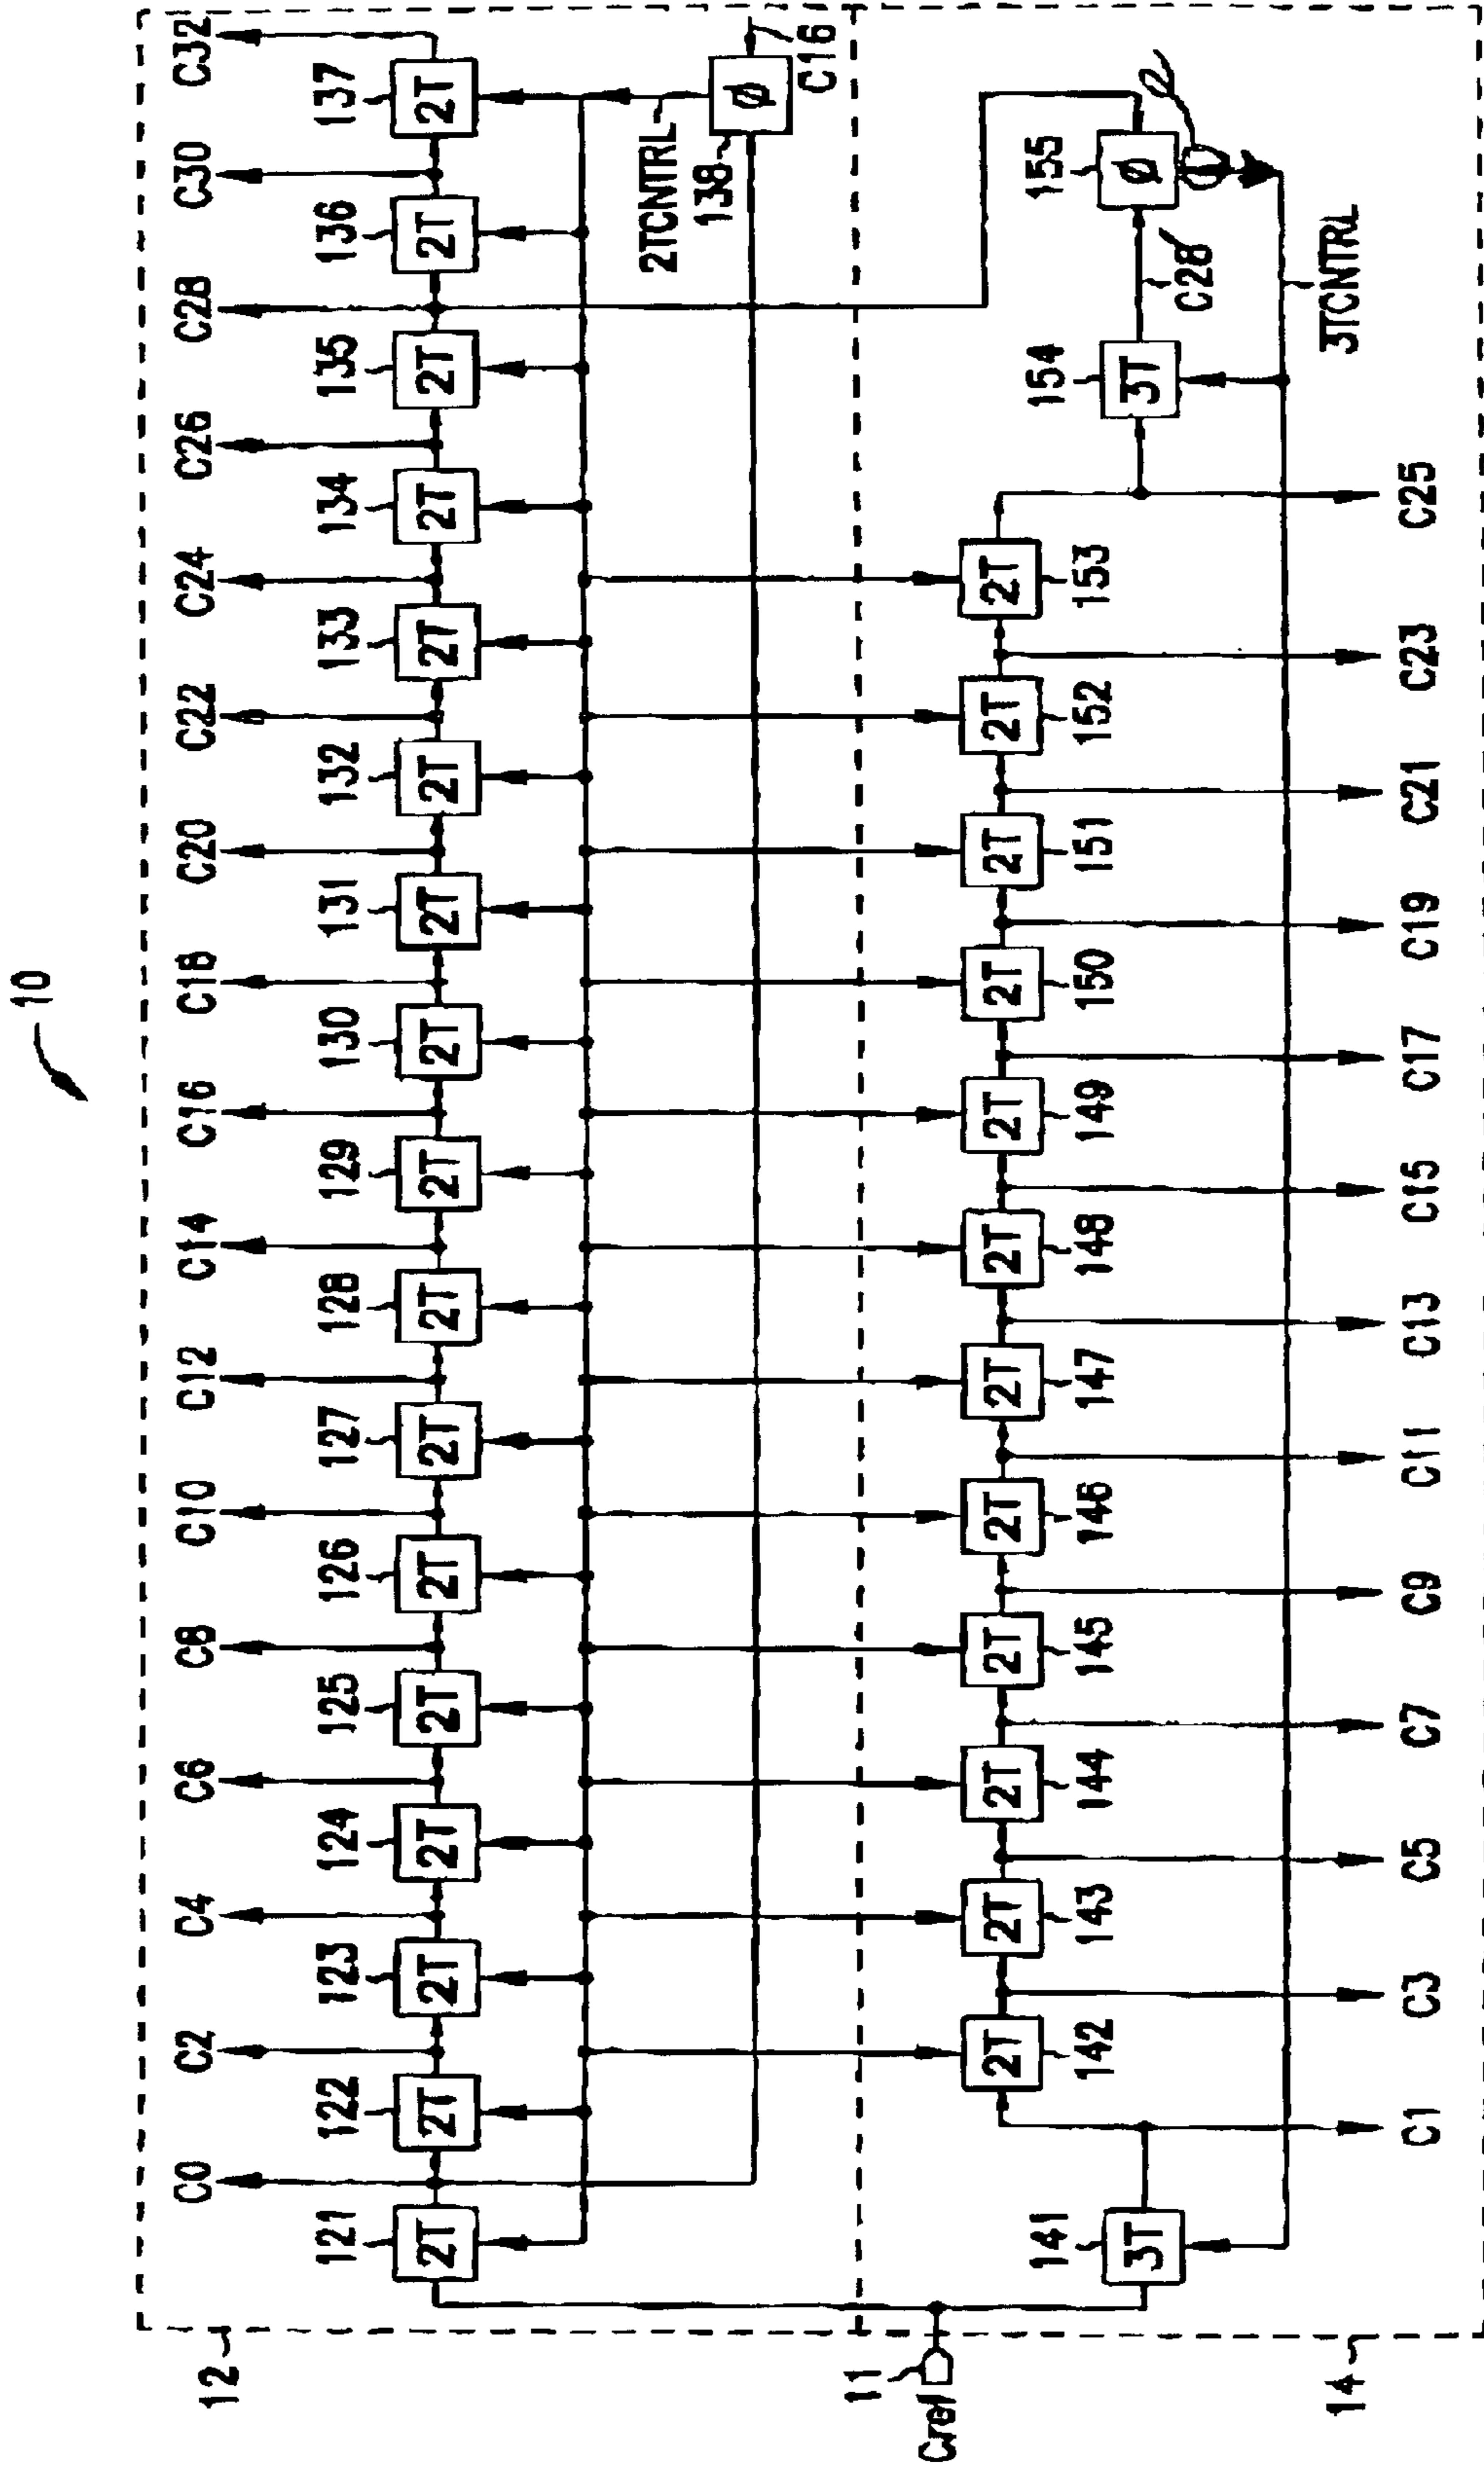 10
12
C0 C2 C4 C6 C8 C10 C12 C14 C16 C18 C20 C22 C24 C26 C28 C30 C32
121 122 123 124 125 126 127 128 129 130 131 132 133 134 135 136 137
2T 2T 2T 2T 2T 2T 2T 2T 2T 2T 2T 2T 2T 2T 2T 2T 2T
2TCNTRL
138
Ø
C16
11
Cref
2T 2T 2T 2T 2T 2T 2T 2T 2T 2T 2T 2T
142 143 144 145 146 147 148 149 150 151 152 153
141 154 155
3T 3T Ø
C28
3TCNTRL
C1 C3 C5 C7 C9 C11 C13 C15 C17 C19 C21 C23 C25
14